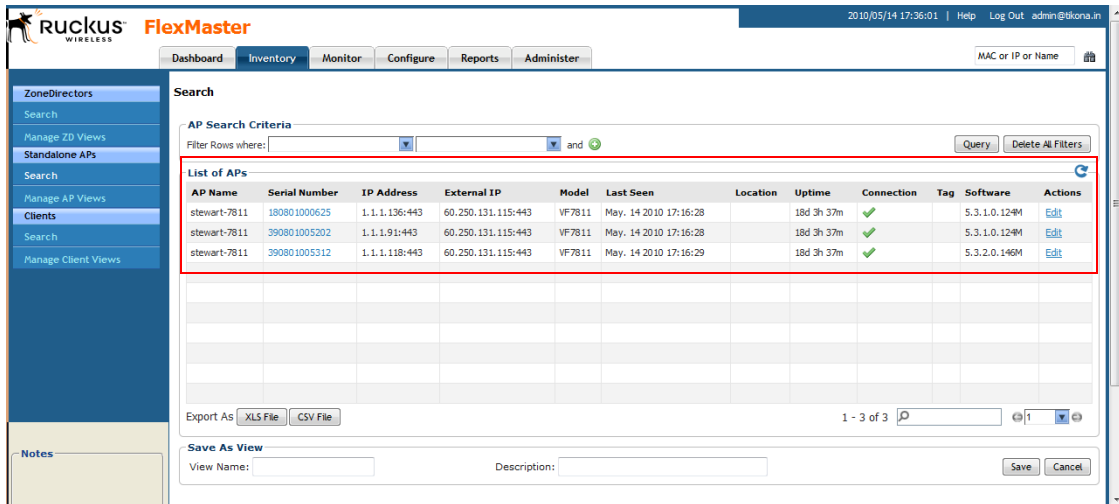 2010/05/14 17:36:01 | Help Log Out admin@tikona.in
RUCKUS WIRELESS FlexMaster
Dashboard Inventory Monitor Configure Reports Administer MAC or IP or Name
ZoneDirectors
Search
Manage ZD Views
Standalone APs
Search
Manage AP Views
Clients
Search
Manage Client Views
Notes
Search
AP Search Criteria
Filter Rows where: and Query Delete All Filters
List of APs
AP Name Serial Number IP Address External IP Model Last Seen Location Uptime Connection Tag Software Actions
stewart-7811 180801000625 1.1.1.136:443 60.250.131.115:443 VF7811 May. 14 2010 17:16:28 18d 3h 37m 5.3.1.0.124M Edit
stewart-7811 390801005202 1.1.1.91:443 60.250.131.115:443 VF7811 May. 14 2010 17:16:28 18d 3h 37m 5.3.1.0.124M Edit
stewart-7811 390801005312 1.1.1.118:443 60.250.131.115:443 VF7811 May. 14 2010 17:16:29 18d 3h 37m 5.3.2.0.146M Edit
Export As XLS File CSV File 1 - 3 of 3 1
Save As View
View Name: Description: Save Cancel